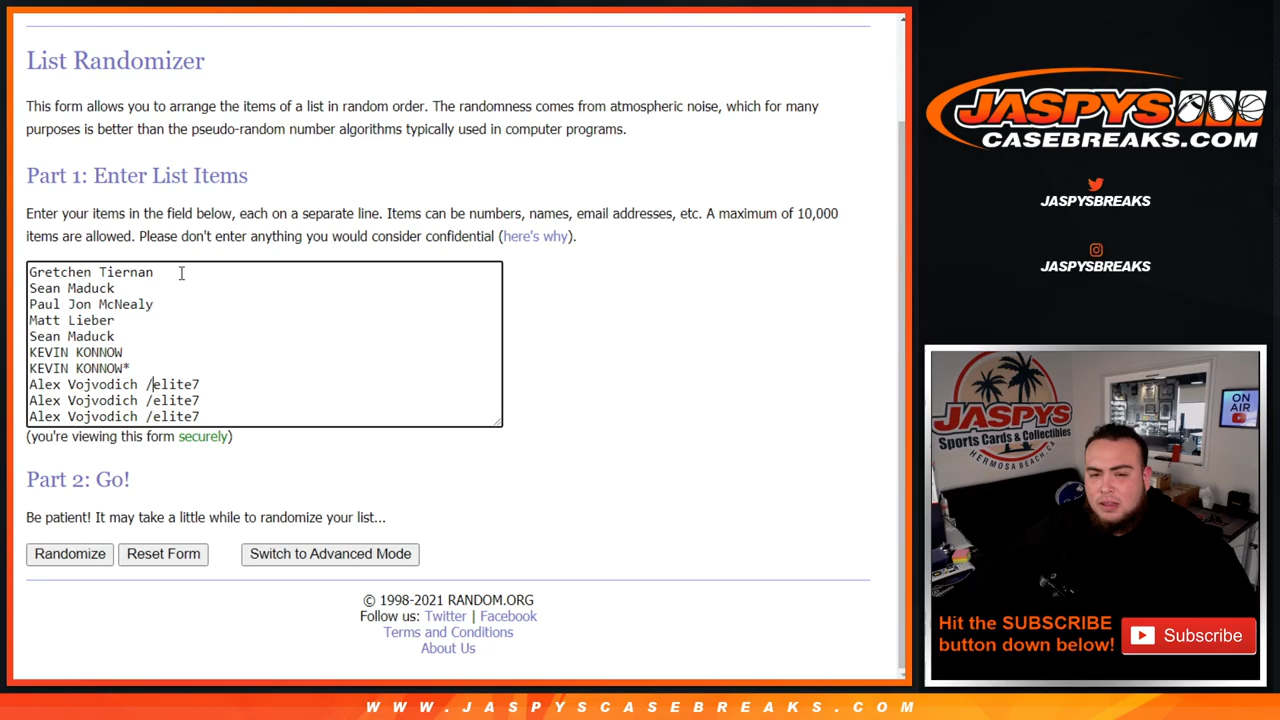 List Randomizer
This form allows you to arrange the items of a list in random order. The randomness comes from atmospheric noise, which for many
purposes is better than the pseudo-random number algorithms typically used in computer programs.
Part 1: Enter List Items
Enter your items in the field below, each on a separate line. Items can be numbers, names, email addresses, etc. A maximum of 10,000
items are allowed. Please don't enter anything you would consider confidential (here's why).
Gretchen Tiernan
Sean Maduck
Paul Jon McNealy
Matt Lieber
Sean Maduck
KEVIN KONNOW
KEVIN KONNOW*
Alex Vojvodich /elite7
Alex Vojvodich /elite7
Alex Vojvodich /elite7
(you're viewing this form securely)
Part 2: Go!
Be patient! It may take a little while to randomize your list...
Randomize
Reset Form
Switch to Advanced Mode
© 1998-2021 RANDOM.ORG
Follow us: Twitter | Facebook
Terms and Conditions
About Us
JASPYS
CASEBREAKS.COM
JASPYSBREAKS
JASPYSBREAKS
JASPYS
Sports Cards & Collectibles
HERMOSA BEACH, CA
ON
AIR
Hit the SUBSCRIBE
button down below!
Subscribe
WWW.JASPYSCASEBREAKS.COM